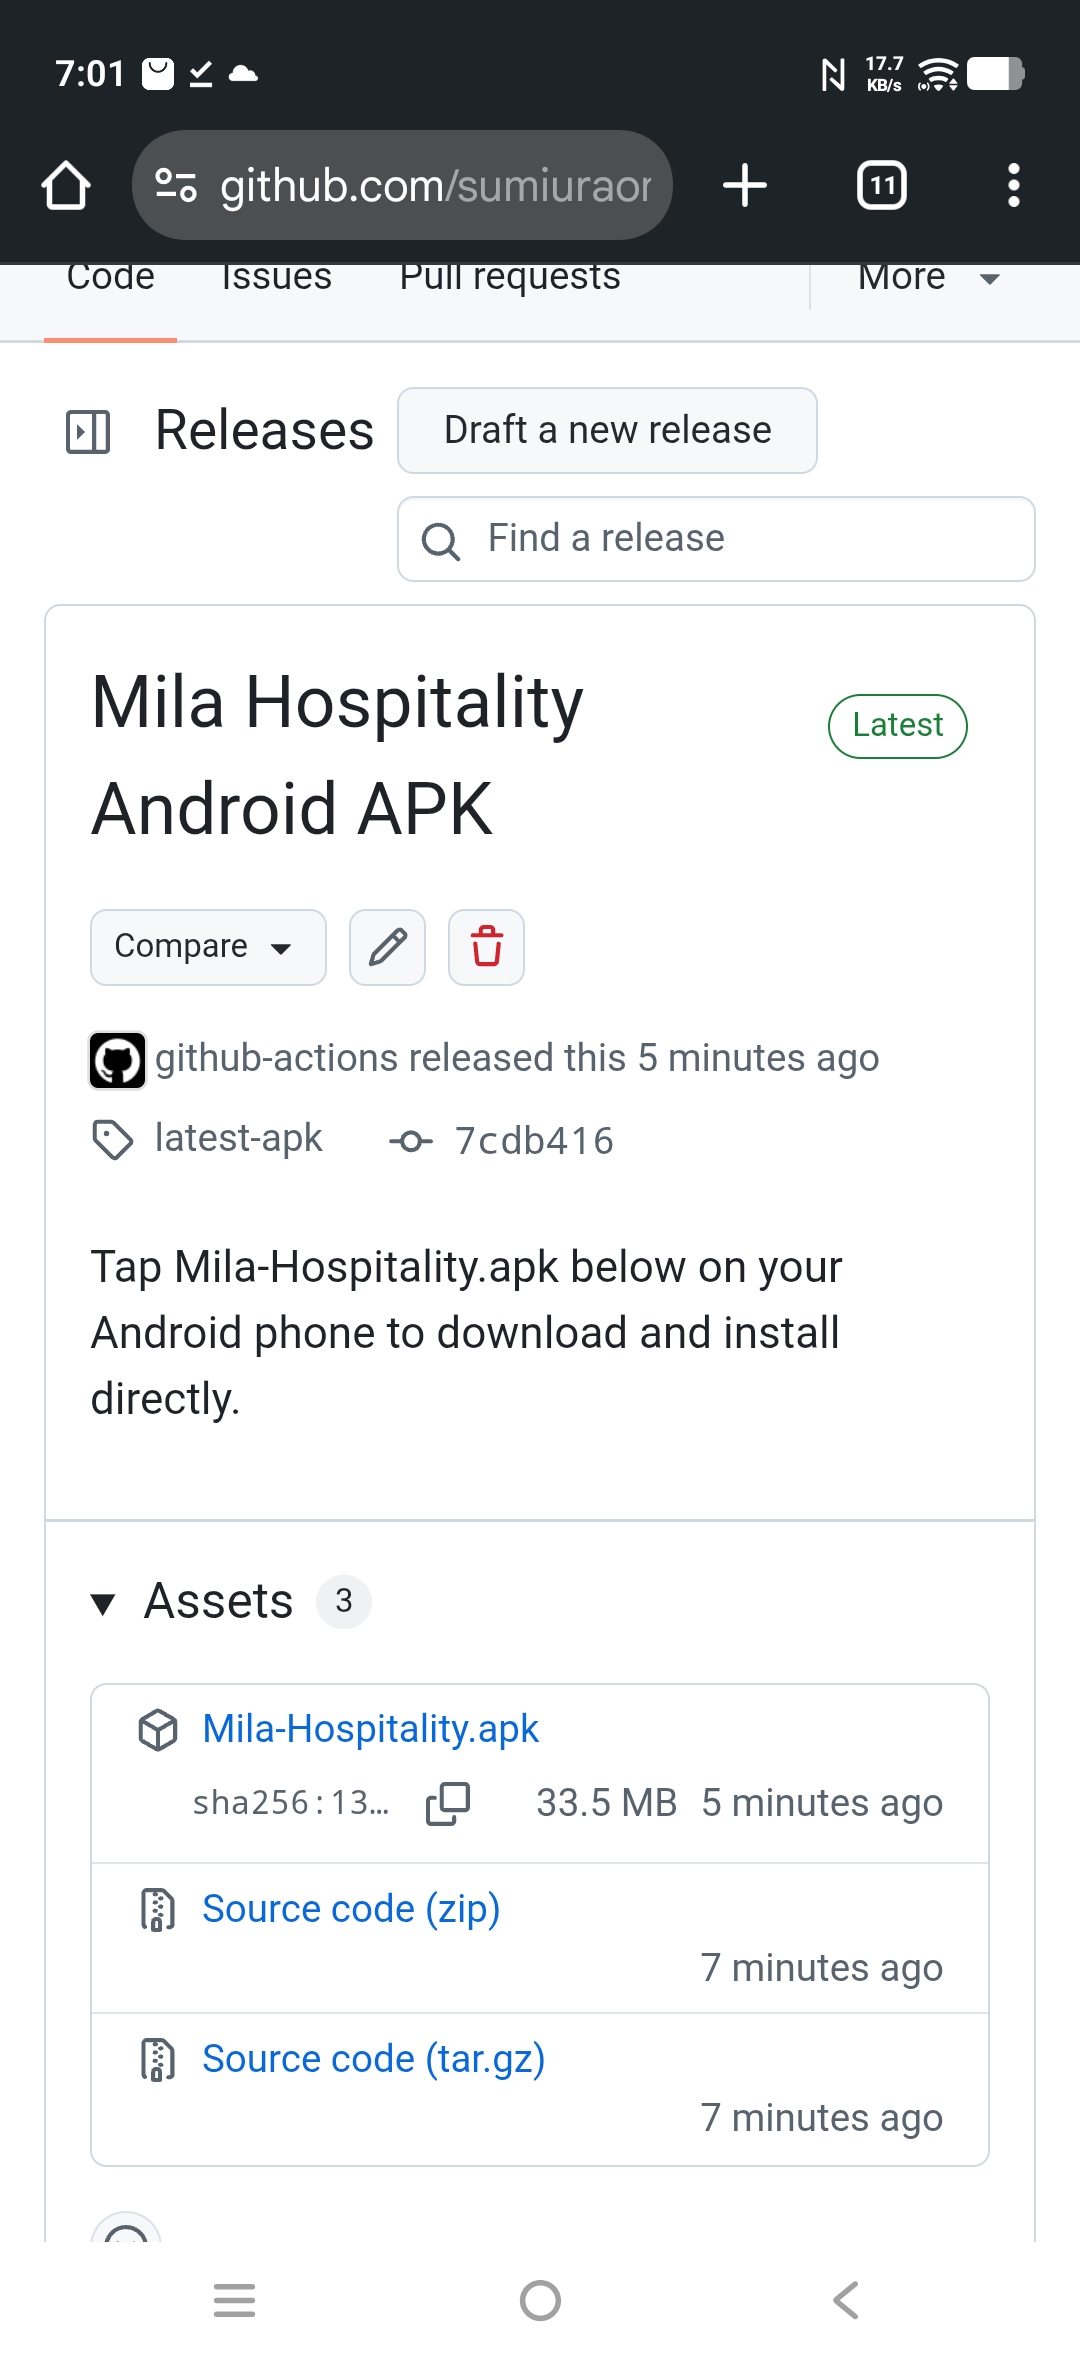 7:01
17.7
KB/s
github.com/sumiuraor
11
Code Issues Pull requests More
Releases
Draft a new release
Find a release
Mila Hospitality
Android APK
Latest
Compare
github-actions released this 5 minutes ago
latest-apk 7cdb416
Tap Mila-Hospitality.apk below on your
Android phone to download and install
directly.
Assets 3
Mila-Hospitality.apk
sha256:13… 33.5 MB 5 minutes ago
Source code (zip)
7 minutes ago
Source code (tar.gz)
7 minutes ago